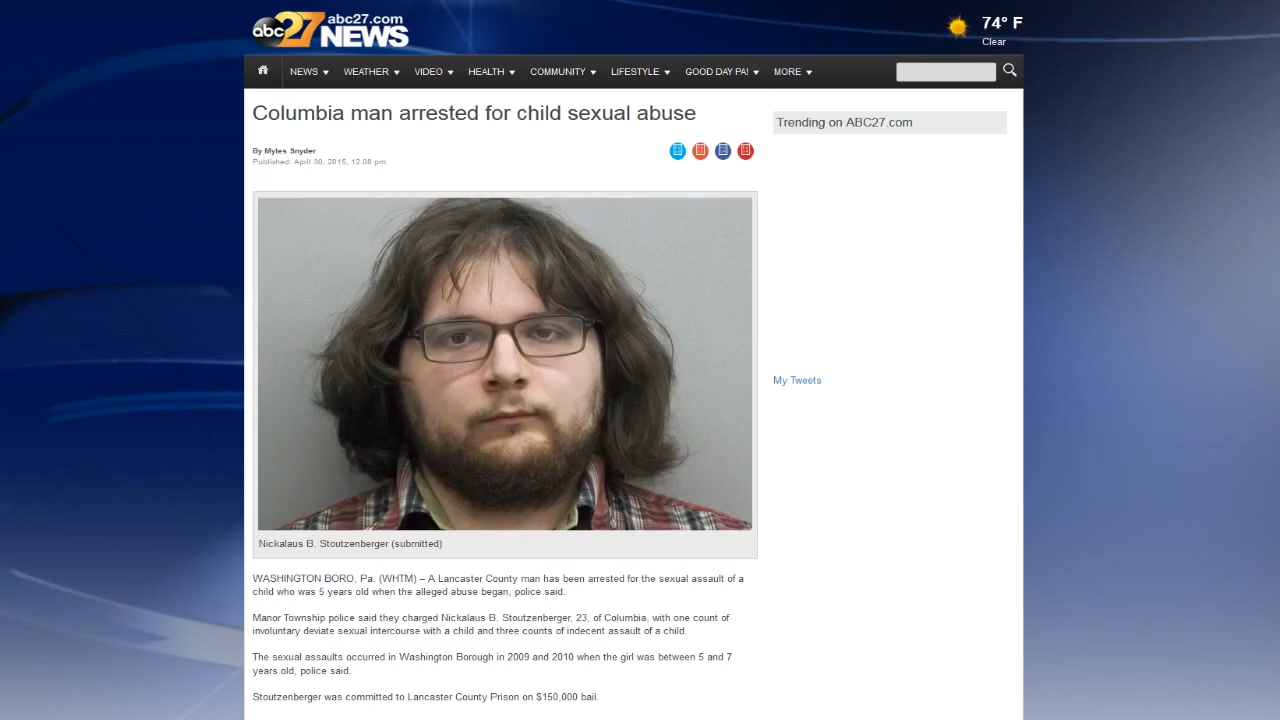 abc27.com
abc 27 NEWS
74° F
Clear
NEWS WEATHER VIDEO HEALTH COMMUNITY LIFESTYLE GOOD DAY PA! MORE
Columbia man arrested for child sexual abuse
Trending on ABC27.com
By Myles Snyder
Published: April 30, 2015, 12:08 pm
My Tweets
Nickalaus B. Stoutzenberger (submitted)
WASHINGTON BORO, Pa. (WHTM) – A Lancaster County man has been arrested for the sexual assault of a
child who was 5 years old when the alleged abuse began, police said.
Manor Township police said they charged Nickalaus B. Stoutzenberger, 23, of Columbia, with one count of
involuntary deviate sexual intercourse with a child and three counts of indecent assault of a child.
The sexual assaults occurred in Washington Borough in 2009 and 2010 when the girl was between 5 and 7
years old, police said.
Stoutzenberger was committed to Lancaster County Prison on $150,000 bail.